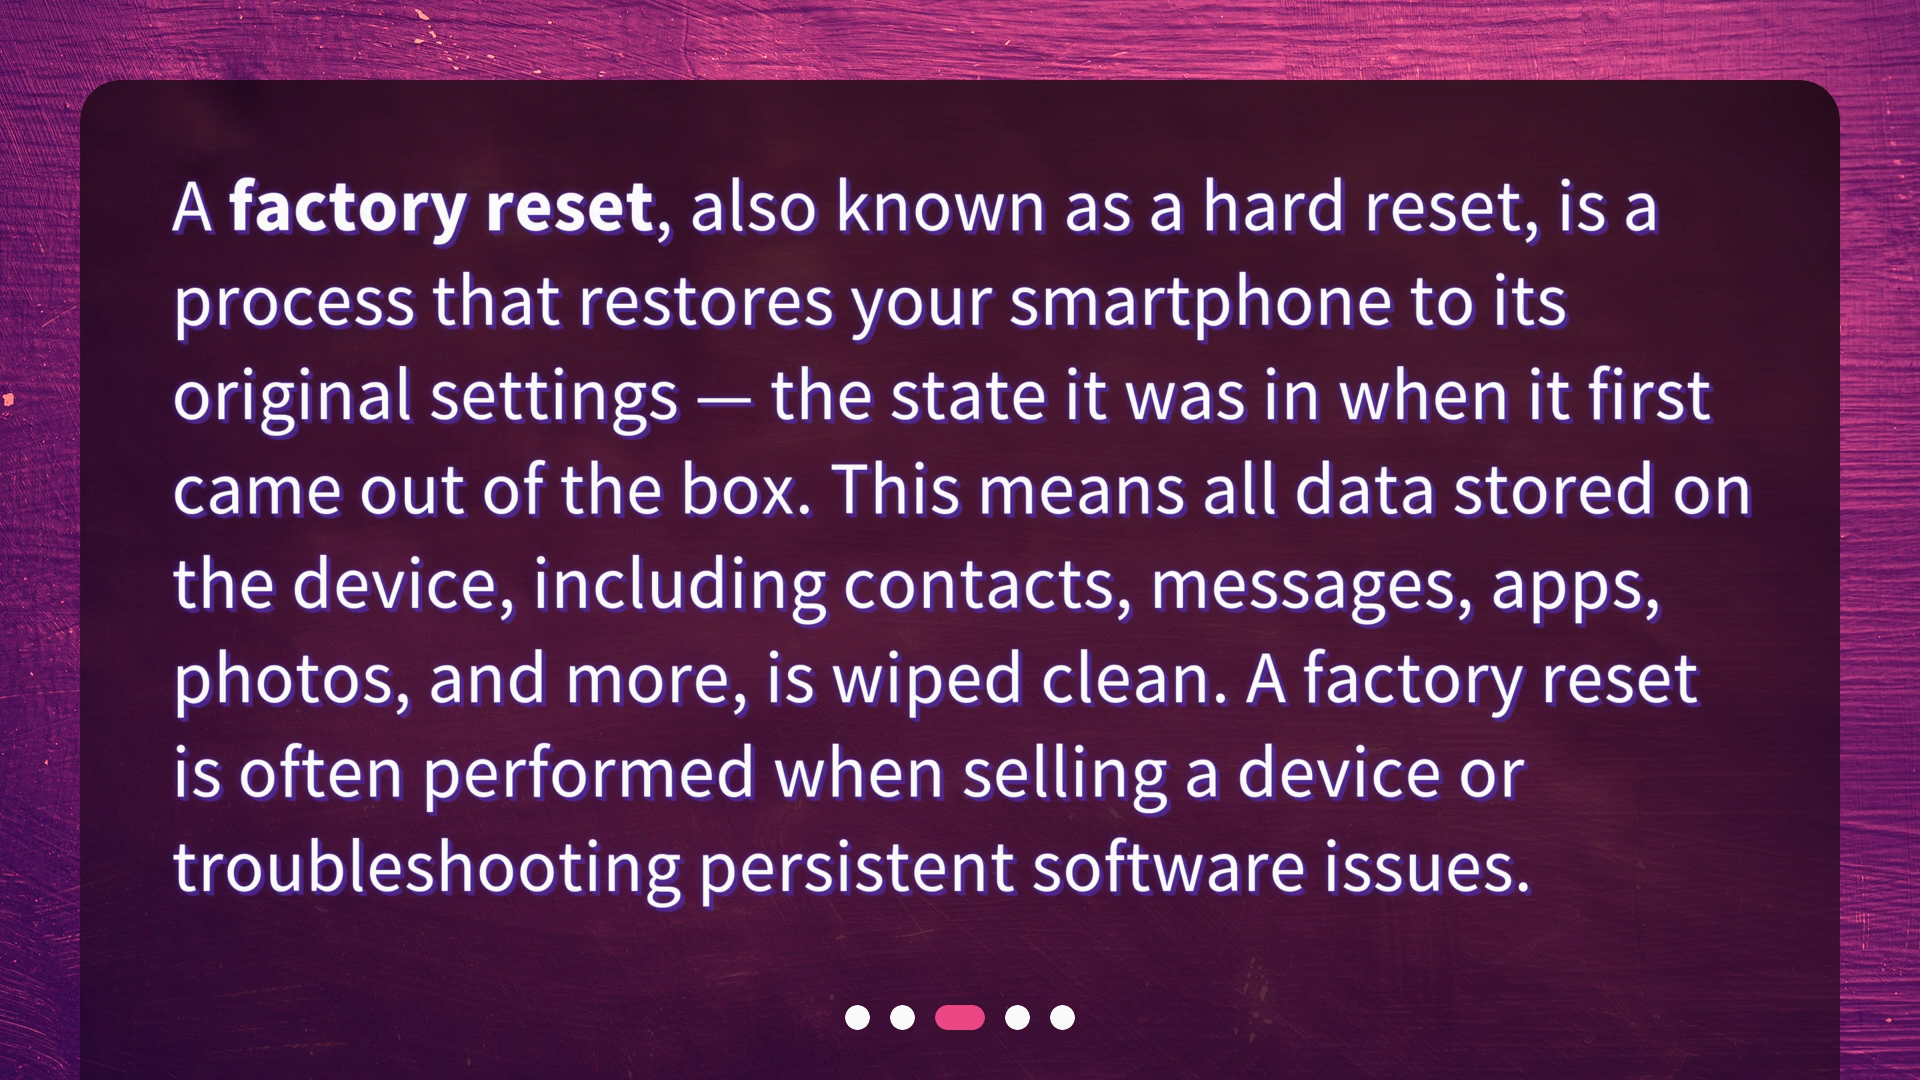 A factory reset, also known as a hard reset, is a
process that restores your smartphone to its
original settings — the state it was in when it first
came out of the box. This means all data stored on
the device, including contacts, messages, apps,
photos, and more, is wiped clean. A factory reset
is often performed when selling a device or
troubleshooting persistent software issues.